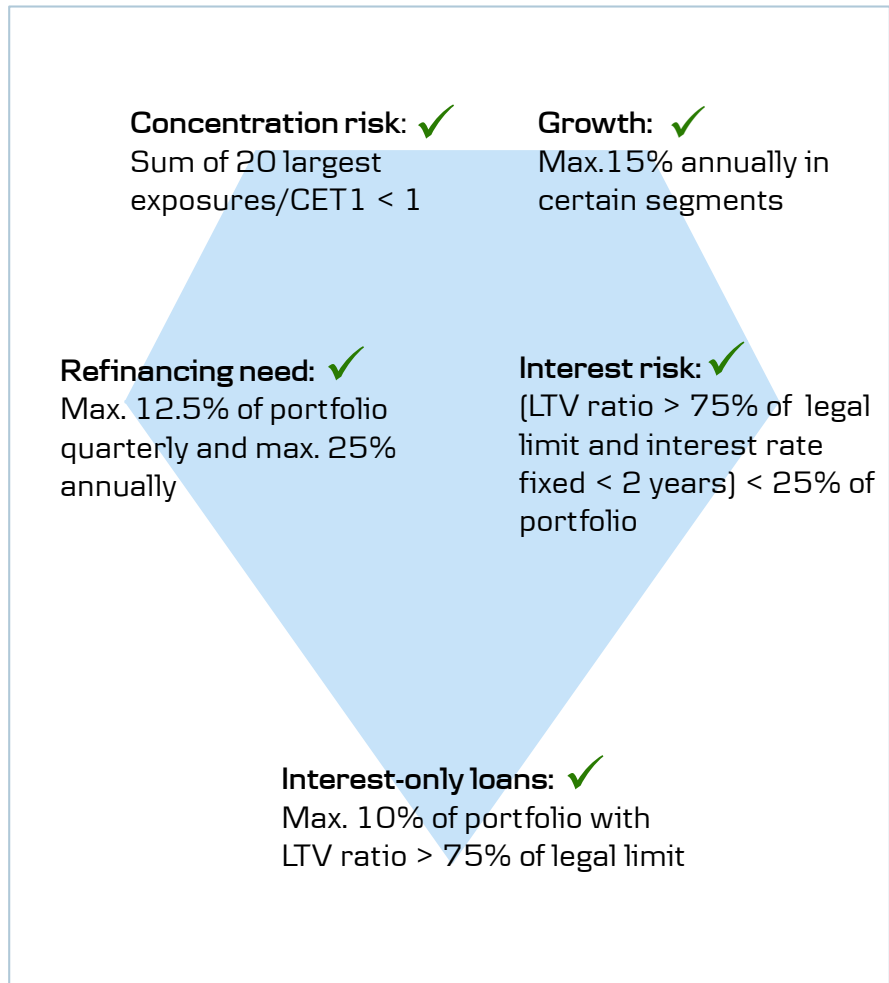 Concentration risk: ✓
Sum of 20 largest
exposures/CET1 < 1
Growth: ✓
Max.15% annually in
certain segments
Refinancing need: ✓
Max. 12.5% of portfolio
quarterly and max. 25%
annually
Interest risk: ✓
(LTV ratio > 75% of legal
limit and interest rate
fixed < 2 years) < 25% of
portfolio
Interest-only loans: ✓
Max. 10% of portfolio with
LTV ratio > 75% of legal limit